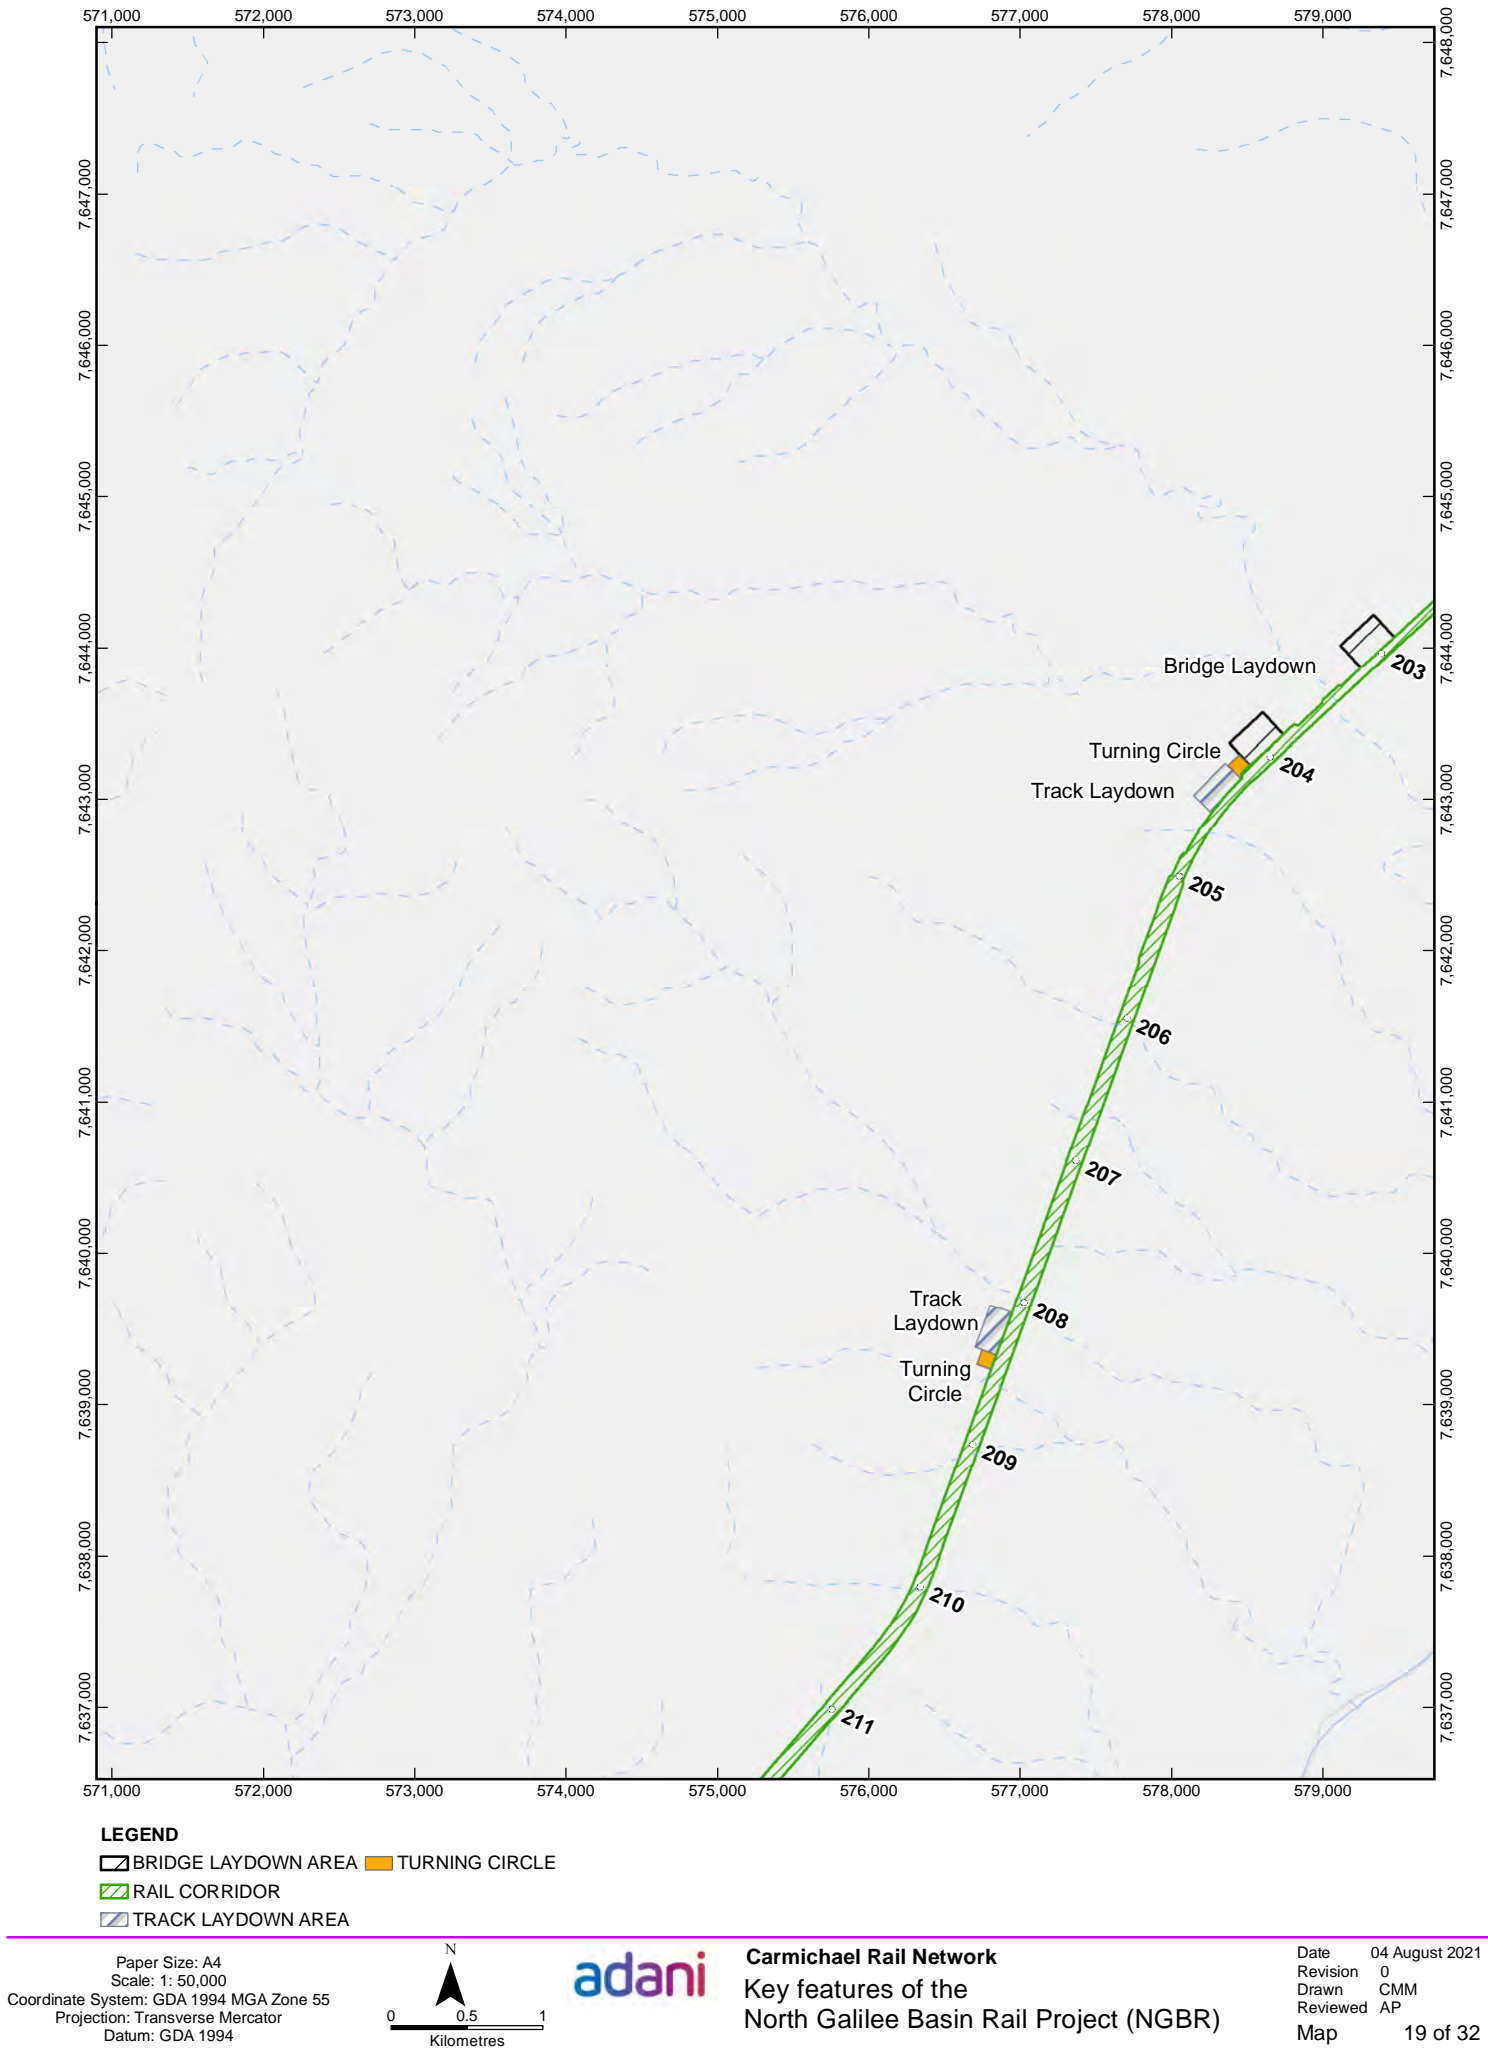 571,000 572,000 573,000 574,000 575,000 576,000 577,000 578,000 579,000
7,648,000
7,647,000 7,647,000
7,646,000 7,646,000
7,645,000 7,645,000
7,644,000 7,644,000
203
Bridge Laydown
Turning Circle
204
Track Laydown
7,643,000 7,643,000
205
7,642,000 7,642,000
206
7,641,000 7,641,000
207
7,640,000 7,640,000
Track
Laydown
208
Turning
Circle
7,639,000 7,639,000
209
7,638,000 7,638,000
210
7,637,000 7,637,000
211
571,000 572,000 573,000 574,000 575,000 576,000 577,000 578,000 579,000
LEGEND
BRIDGE LAYDOWN AREA TURNING CIRCLE
RAIL CORRIDOR
TRACK LAYDOWN AREA
Paper Size: A4
Scale: 1: 50,000
Coordinate System: GDA 1994 MGA Zone 55
Projection: Transverse Mercator
Datum: GDA 1994
N
0 0.5 1
Kilometres
adani
Carmichael Rail Network
Key features of the
North Galilee Basin Rail Project (NGBR)
Date 04 August 2021
Revision 0
Drawn CMM
Reviewed AP
Map 19 of 32